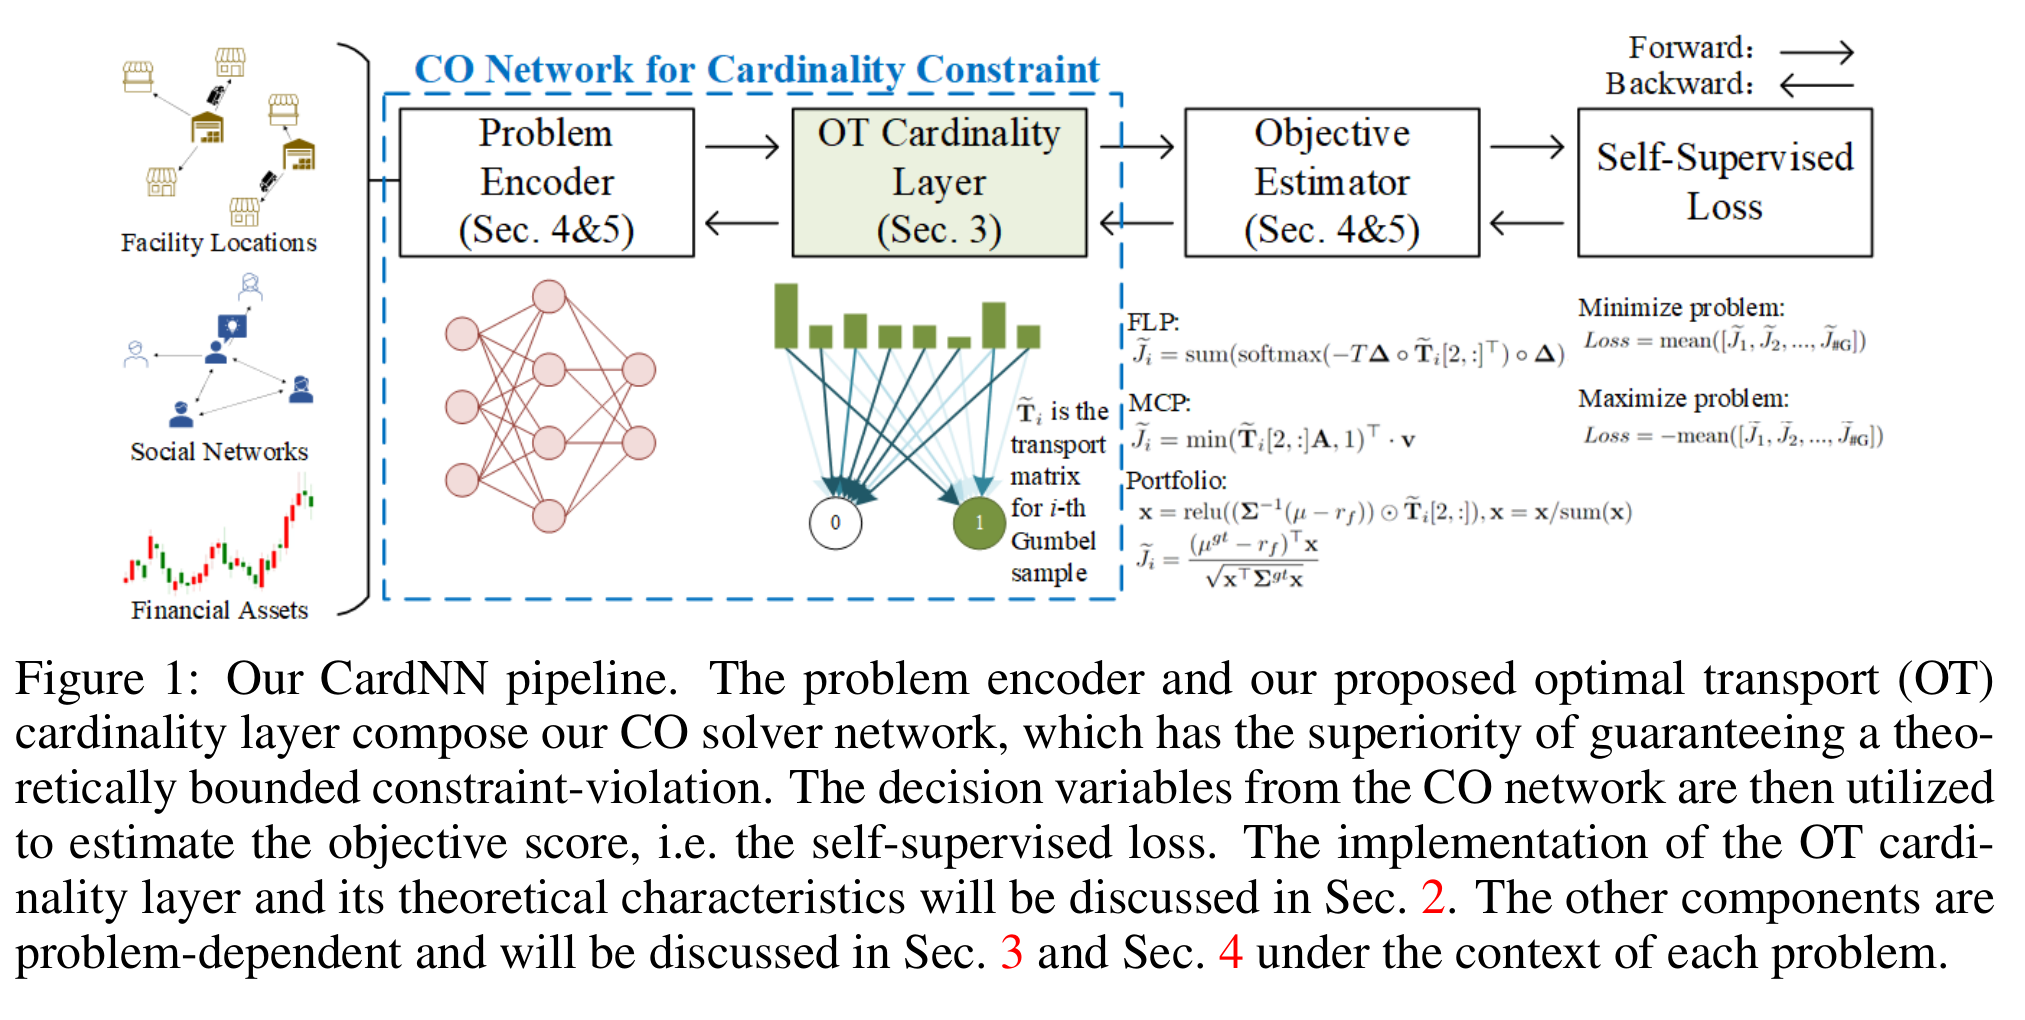 Forward: →
Backward: ←
CO Network for Cardinality Constraint
Problem
Encoder
(Sec. 4&5)
OT Cardinality
Layer
(Sec. 3)
Objective
Estimator
(Sec. 4&5)
Self-Supervised
Loss
Facility Locations
Social Networks
Financial Assets
0
1
T̃ᵢ is the
transport
matrix
for i-th
Gumbel
sample
FLP:
J̃ᵢ = sum(softmax(−TΔ ∘ T̃ᵢ[2,:]⊤) ∘ Δ)
MCP:
J̃ᵢ = min(T̃ᵢ[2,:]A, 1)⊤ · v
Portfolio:
x = relu((Σ⁻¹(μ − r_f)) ⊙ T̃ᵢ[2,:]), x = x/sum(x)
J̃ᵢ = (μ^gt − r_f)⊤x / √(x⊤Σ^gt x)
Minimize problem:
Loss = mean([J̃₁, J̃₂, ..., J̃_#G])
Maximize problem:
Loss = −mean([J̃₁, J̃₂, ..., J̃_#G])
Figure 1: Our CardNN pipeline. The problem encoder and our proposed optimal transport (OT)
cardinality layer compose our CO solver network, which has the superiority of guaranteeing a theo-
retically bounded constraint-violation. The decision variables from the CO network are then utilized
to estimate the objective score, i.e. the self-supervised loss. The implementation of the OT cardi-
nality layer and its theoretical characteristics will be discussed in Sec. 2. The other components are
problem-dependent and will be discussed in Sec. 3 and Sec. 4 under the context of each problem.